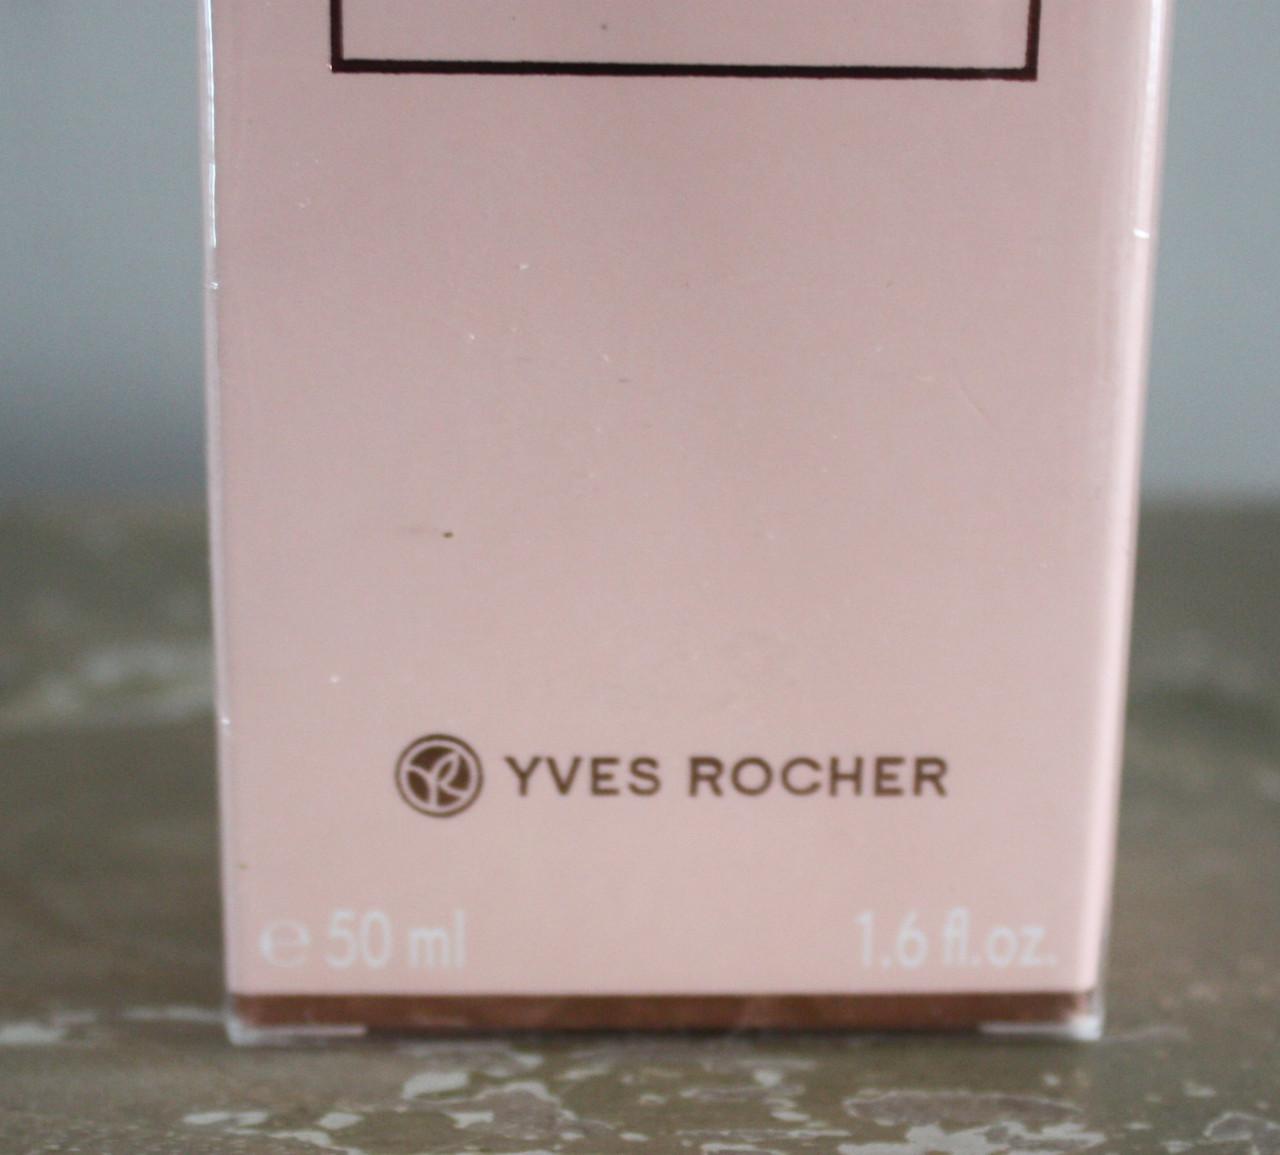 YVES ROCHER
℮ 50 ml 1.6 fl.oz.